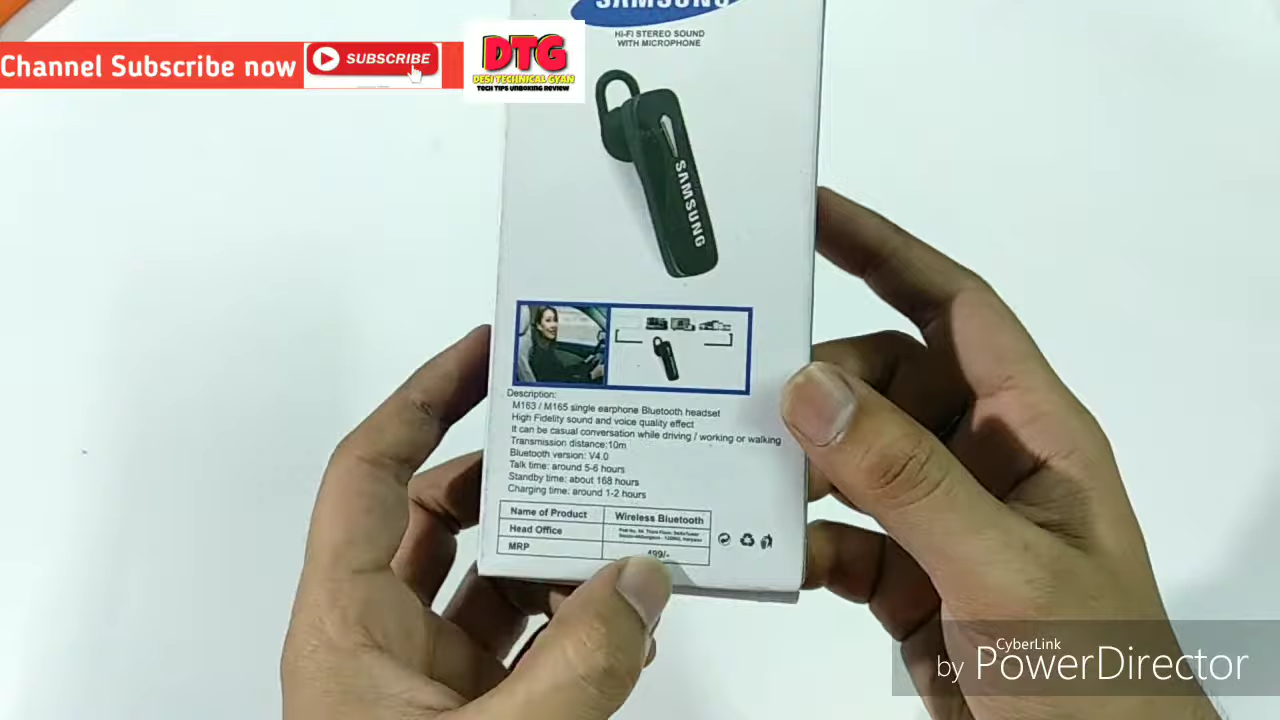 SAMSUNG
HI-FI STEREO SOUND
WITH MICROPHONE
Channel Subscribe now
SUBSCRIBE
DTG
DESI TECHNICAL GYAN
TECH TIPS UNBOXING REVIEW
SAMSUNG
Description:
M163 / M165 single earphone Bluetooth headset
High Fidelity sound and voice quality effect
It can be casual conversation while driving / working or walking
Transmission distance:10m
Bluetooth version: V4.0
Talk time: around 5-6 hours
Standby time: about 168 hours
Charging time: around 1-2 hours
Name of Product Wireless Bluetooth
Head Office
MRP 499/-
CyberLink
by PowerDirector